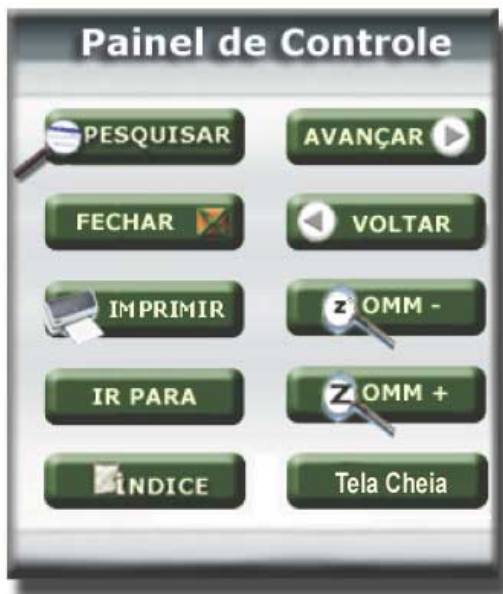 Painel de Controle
PESQUISAR
AVANÇAR
FECHAR
VOLTAR
IMPRIMIR
ZOMM -
IR PARA
ZOMM +
ÍNDICE
Tela Cheia